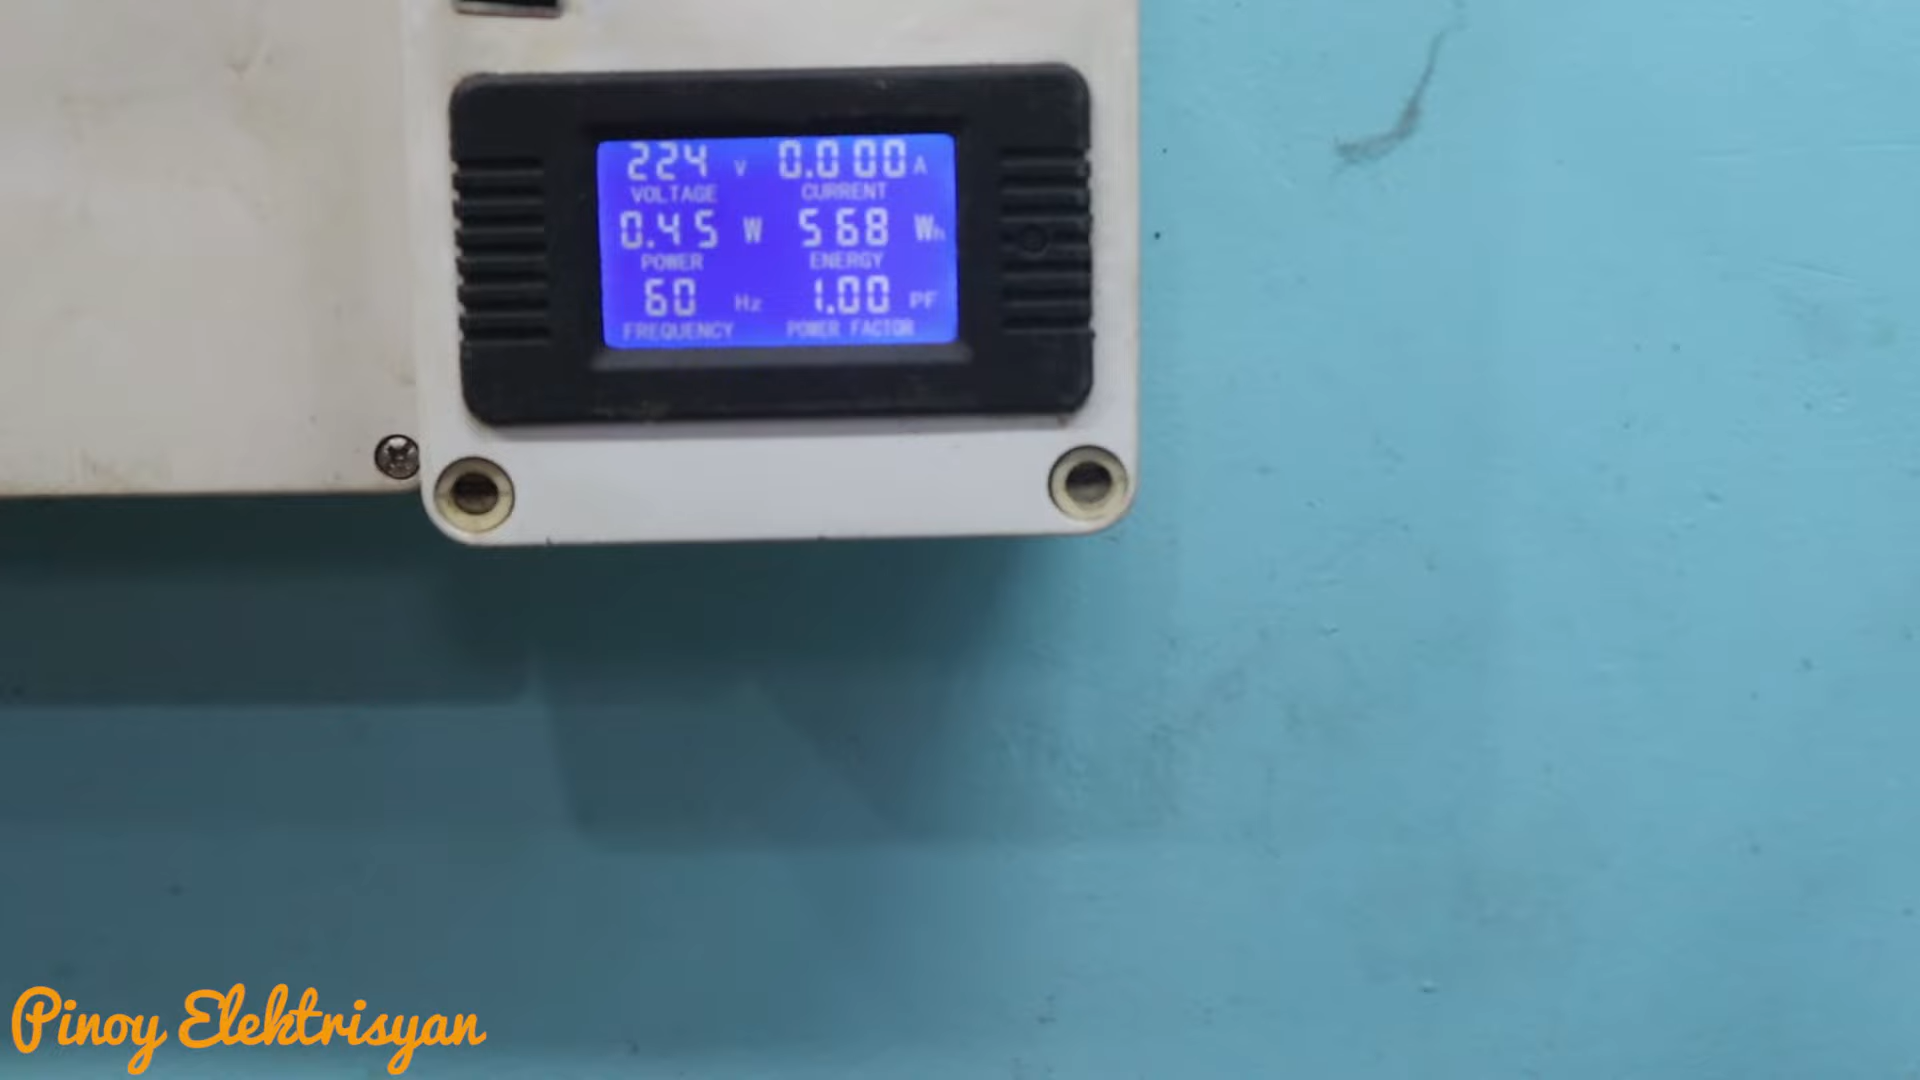 224 V 0.000 A
VOLTAGE CURRENT
0.45 W 568 Wh
POWER ENERGY
60 Hz 1.00 PF
FREQUENCY POWER FACTOR
Pinoy Elektrisyan